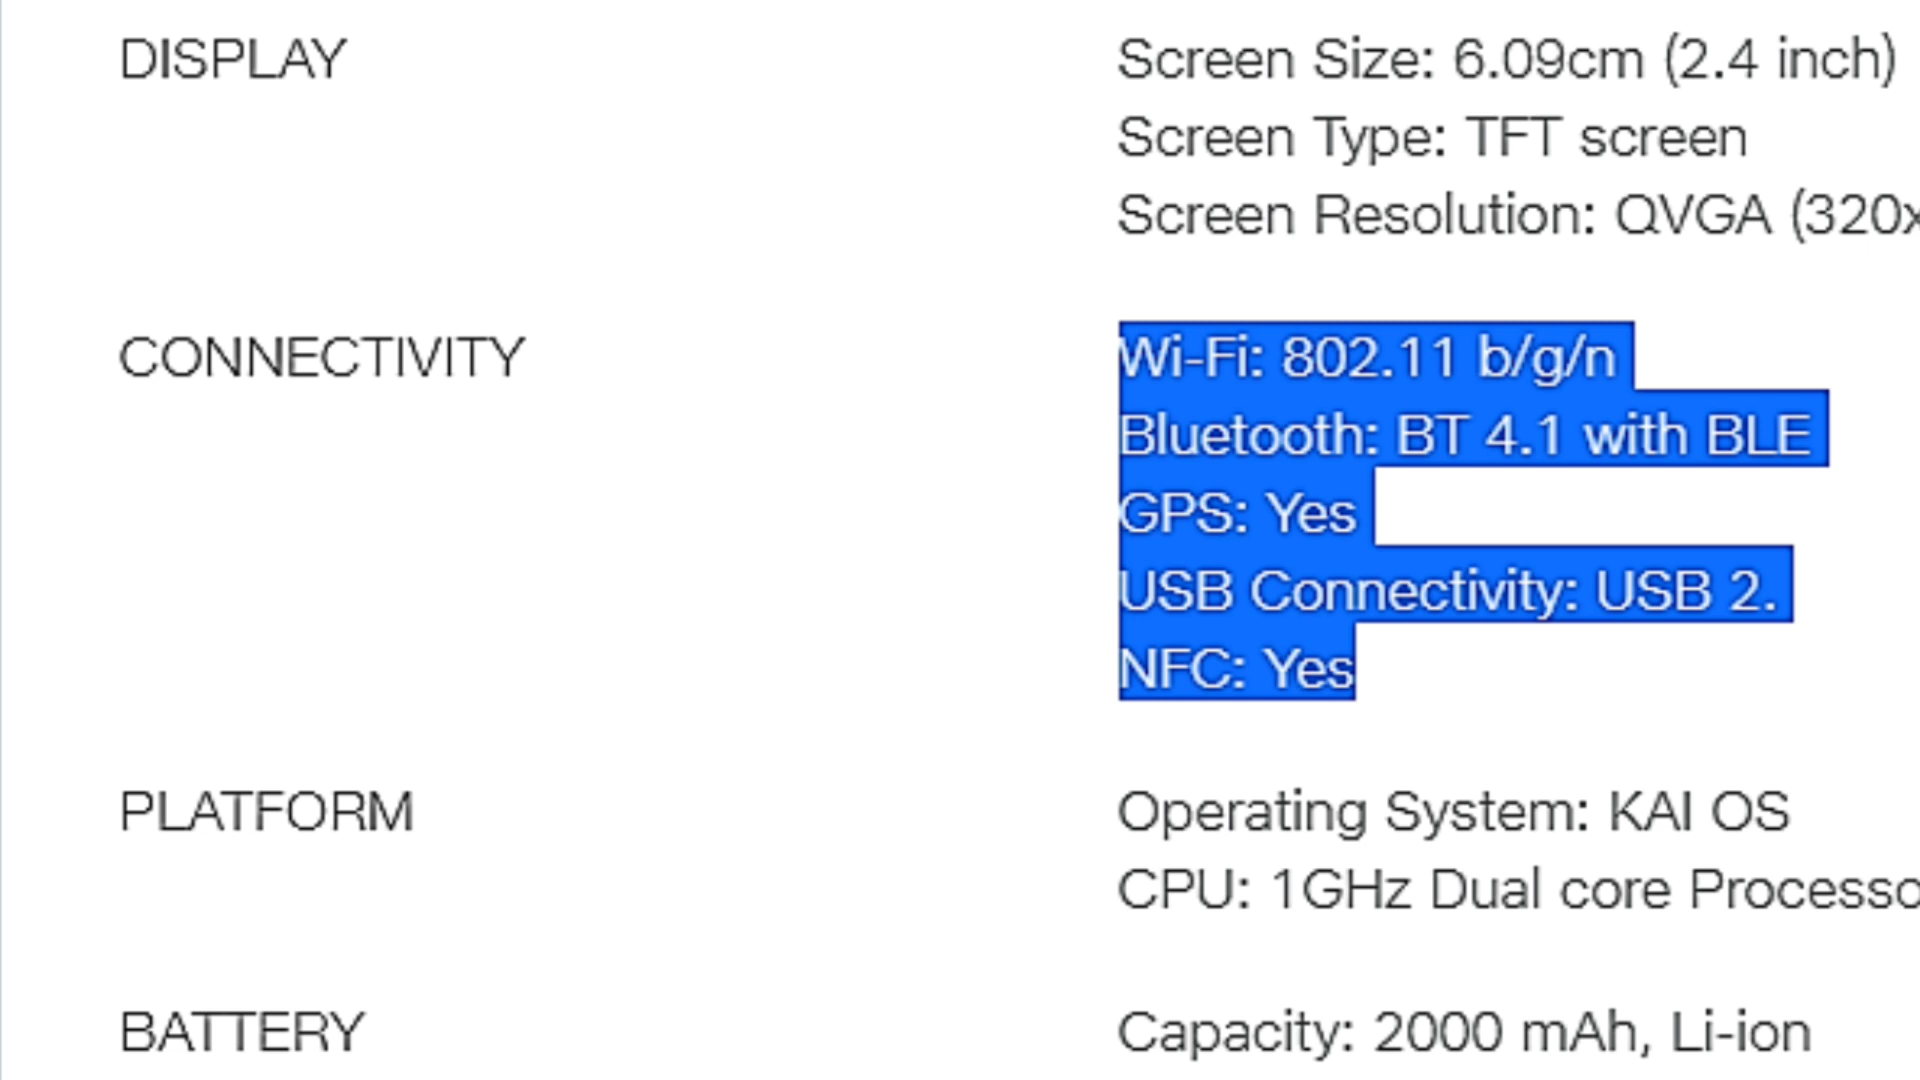 DISPLAY
Screen Size: 6.09cm (2.4 inch)
Screen Type: TFT screen
Screen Resolution: QVGA (320x
CONNECTIVITY
Wi-Fi: 802.11 b/g/n
Bluetooth: BT 4.1 with BLE
GPS: Yes
USB Connectivity: USB 2.
NFC: Yes
PLATFORM
Operating System: KAI OS
CPU: 1GHz Dual core Processo
BATTERY
Capacity: 2000 mAh, Li-ion